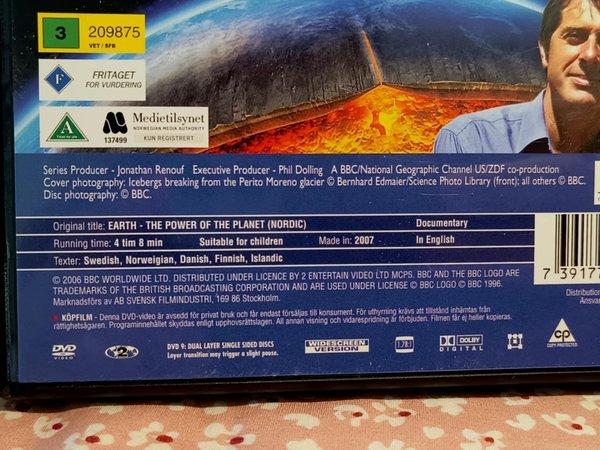 3 209875
VET / SFB
F
FRITAGET
FOR VURDERING
A
Tillatt for alle
M Medietilsynet
NORWEGIAN MEDIA AUTHORITY
137499 KUN REGISTRERT
Series Producer - Jonathan Renouf Executive Producer - Phil Dolling A BBC/National Geographic Channel US/ZDF co-production
Cover photography: Icebergs breaking from the Perito Moreno glacier © Bernhard Edmaier/Science Photo Library (front); all others © BBC.
Disc photography: © BBC.
Original title: EARTH - THE POWER OF THE PLANET (NORDIC) Documentary
Running time: 4 tim 8 min Suitable for children Made in: 2007 In English
Texter: Swedish, Norwegian, Danish, Finnish, Islandic
© 2006 BBC WORLDWIDE LTD. DISTRIBUTED UNDER LICENCE BY 2 ENTERTAIN VIDEO LTD MCPS. BBC AND THE BBC LOGO ARE
TRADEMARKS OF THE BRITISH BROADCASTING CORPORATION AND ARE USED UNDER LICENSE © BBC LOGO © BBC 1996.
Marknadsförs av AB SVENSK FILMINDUSTRI, 169 86 Stockholm.
KÖPFILM - Denna DVD-video är avsedd för privat bruk och får endast försäljas till konsument. För uthyrning krävs att tillstånd inhämtas från
rättighetsägaren. Programinnehållet skyddas enligt upphovsrättslagen. All annan visning och vidarespridning är förbjuden. Filmen får ej heller kopieras.
7 39177
Distribution
Ansvar
DVD
VIDEO
2
DVD 9: DUAL LAYER SINGLE SIDED DISCS
Layer transition may trigger a slight pause.
WIDESCREEN
VERSION
1.78:1
DOLBY
DIGITAL
CP
COPY PROTECTED